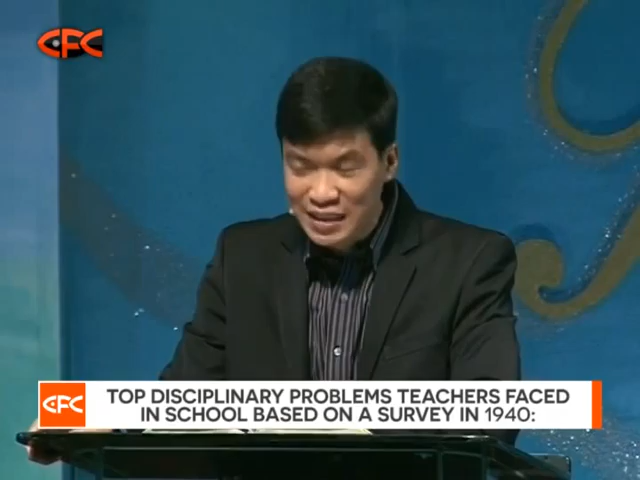 CFC
CFC
TOP DISCIPLINARY PROBLEMS TEACHERS FACED
IN SCHOOL BASED ON A SURVEY IN 1940: